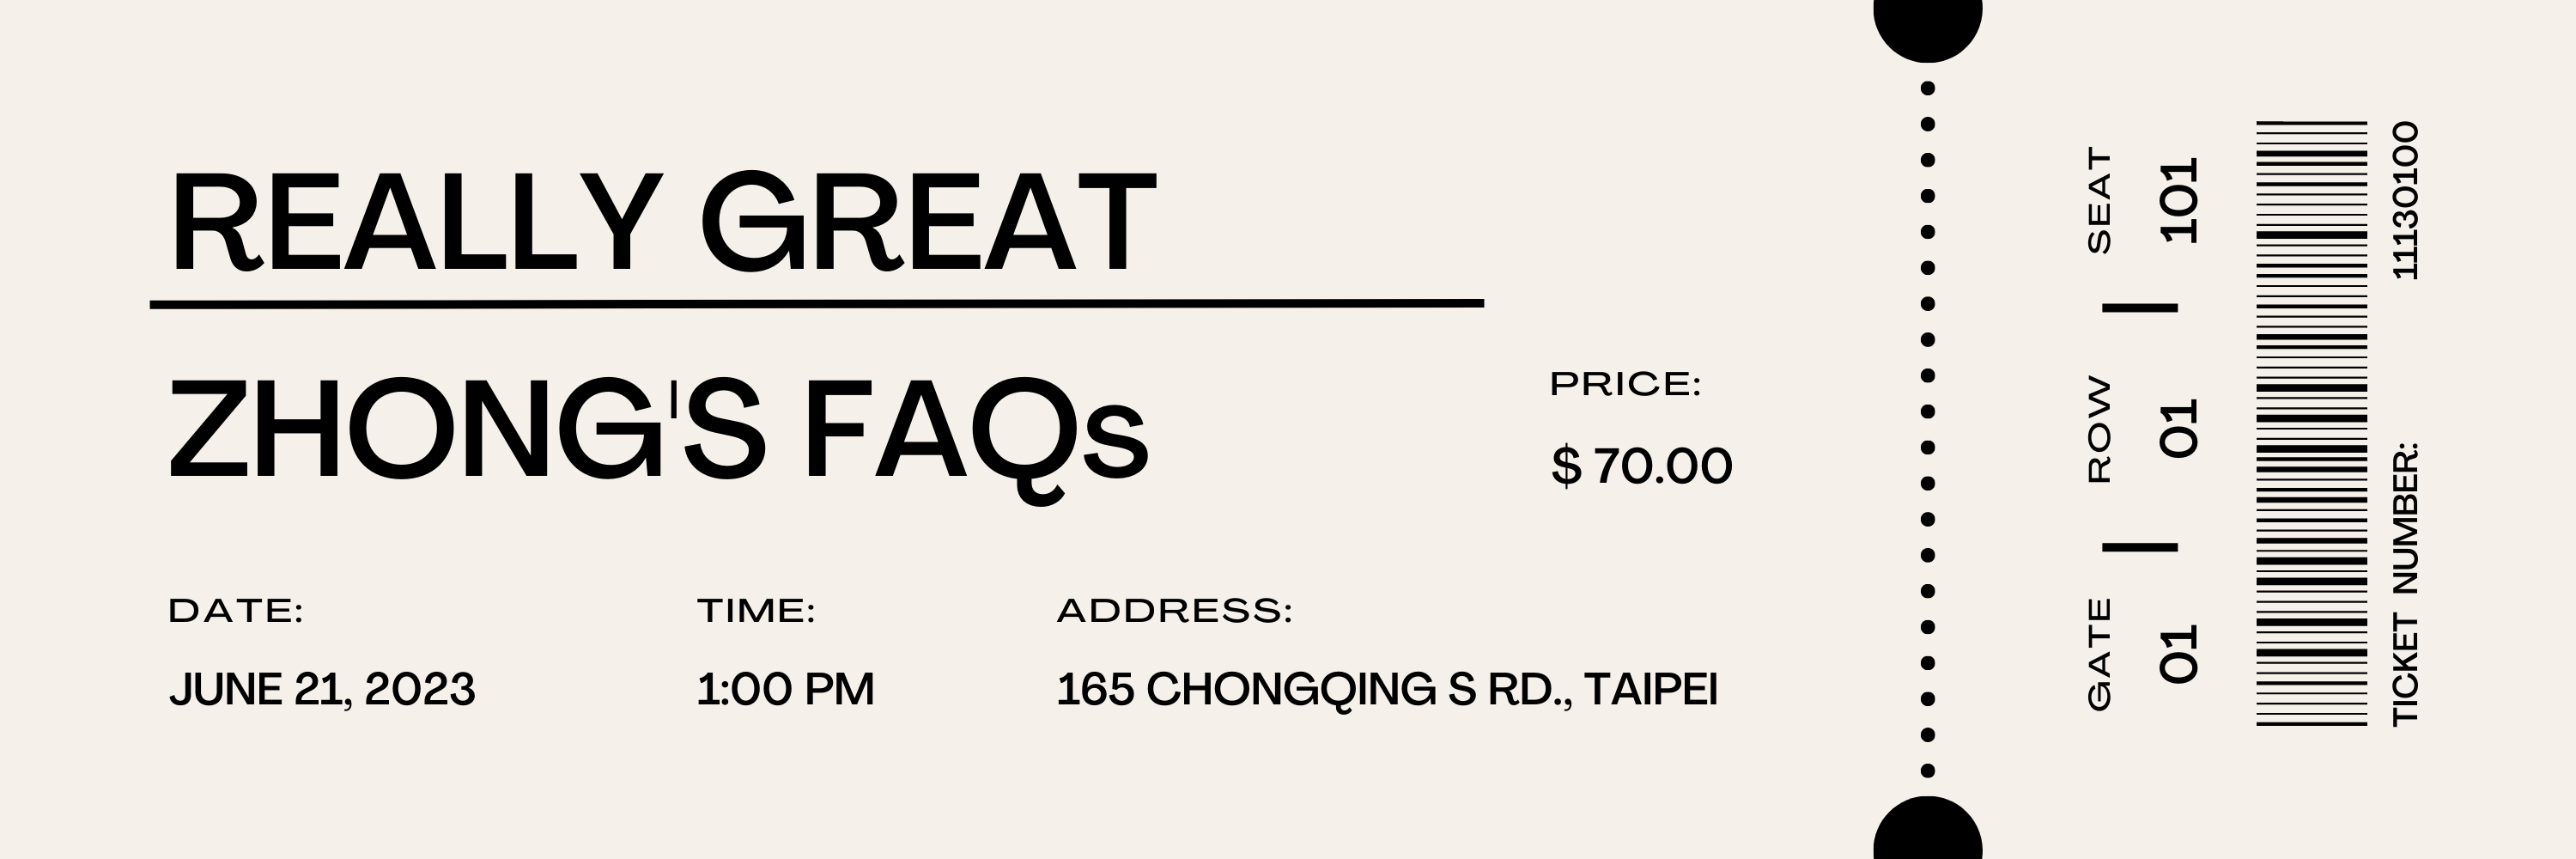 REALLY GREAT
ZHONG'S FAQs
PRICE:
$ 70.00
DATE: TIME: ADDRESS:
JUNE 21, 2023 1:00 PM 165 CHONGQING S RD., TAIPEI
GATE | ROW | SEAT
01 01 101
TICKET NUMBER: 11130100